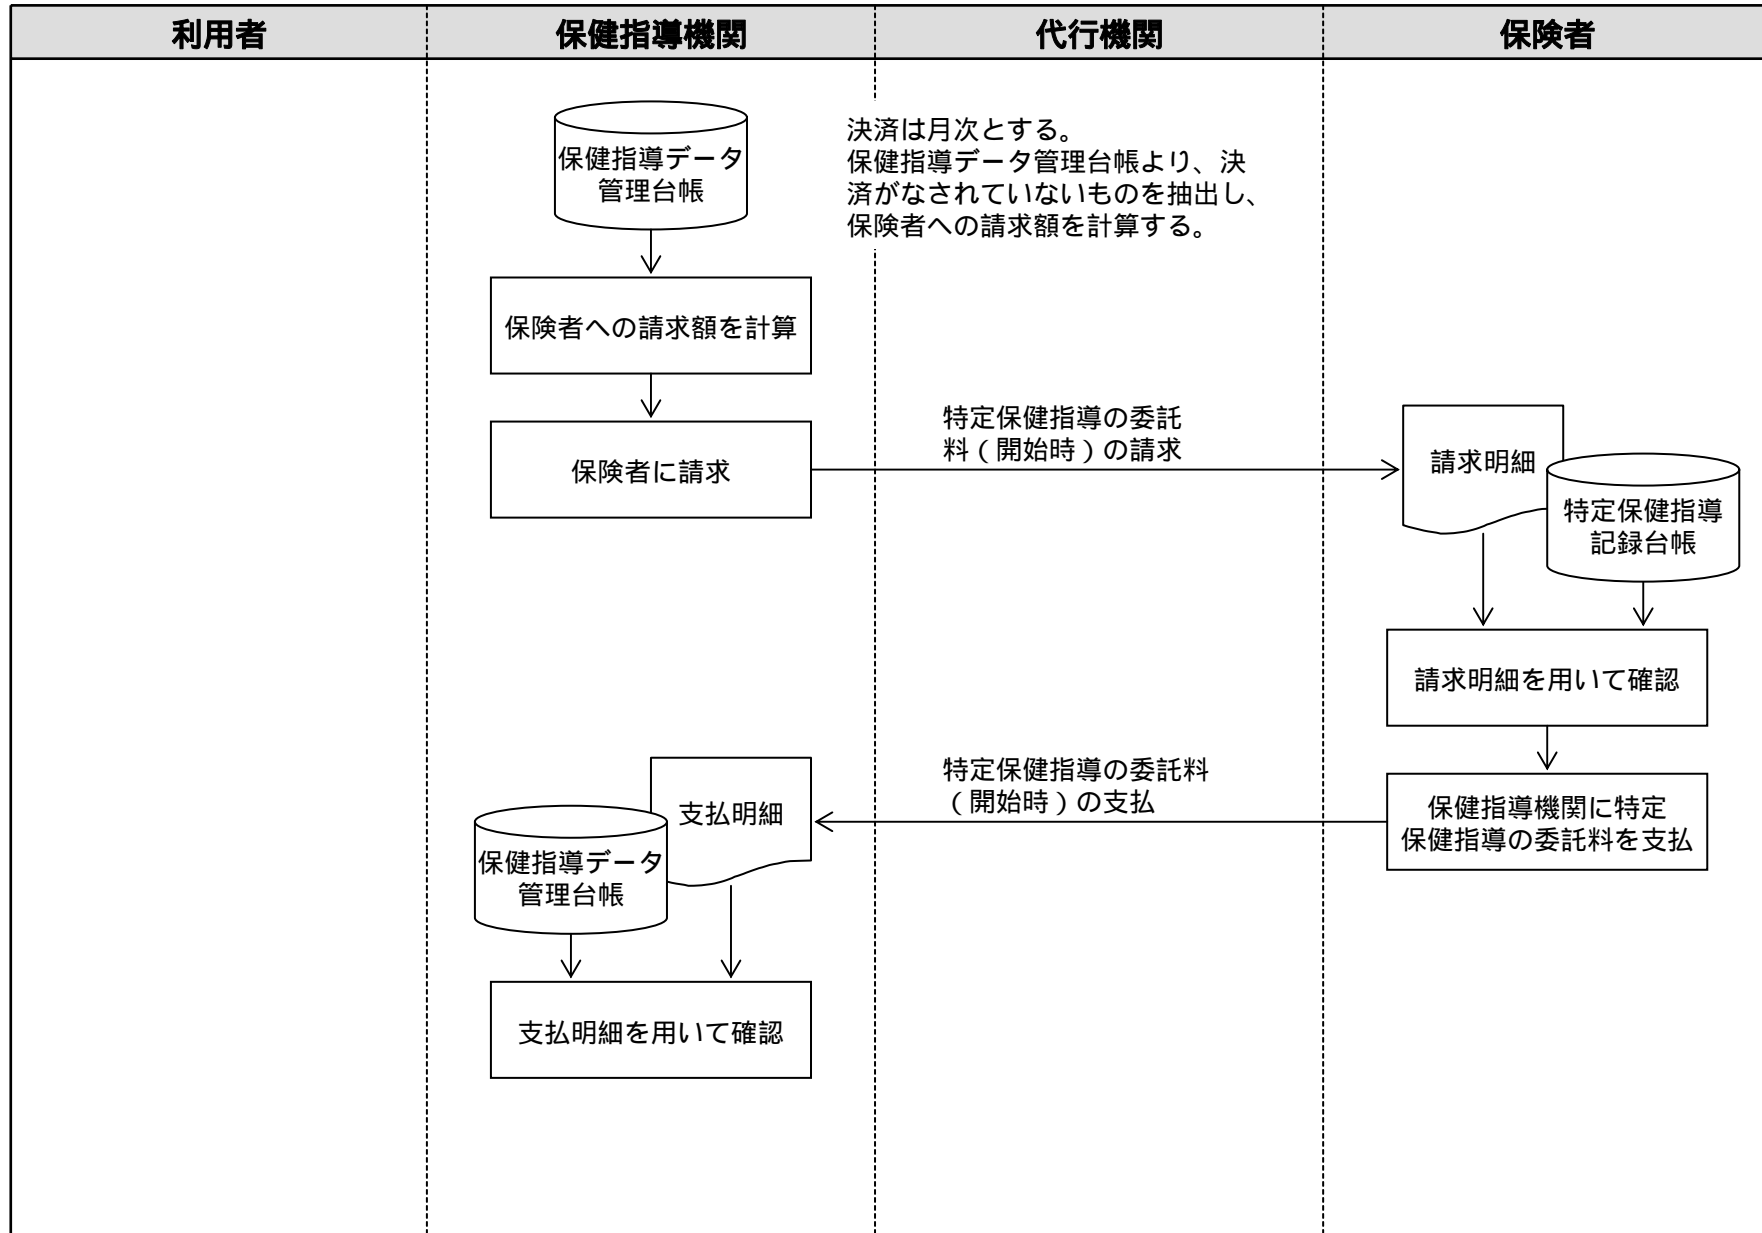 利用者
保健指導機関
代行機関
保険者
保健指導データ
管理台帳
決済は月次とする。
保健指導データ管理台帳より、決
済がなされていないものを抽出し、
保険者への請求額を計算する。
保険者への請求額を計算
保険者に請求
特定保健指導の委託
料(開始時)の請求
請求明細
特定保健指導
記録台帳
請求明細を用いて確認
保健指導機関に特定
保健指導の委託料を支払
特定保健指導の委託料
(開始時)の支払
支払明細
保健指導データ
管理台帳
支払明細を用いて確認